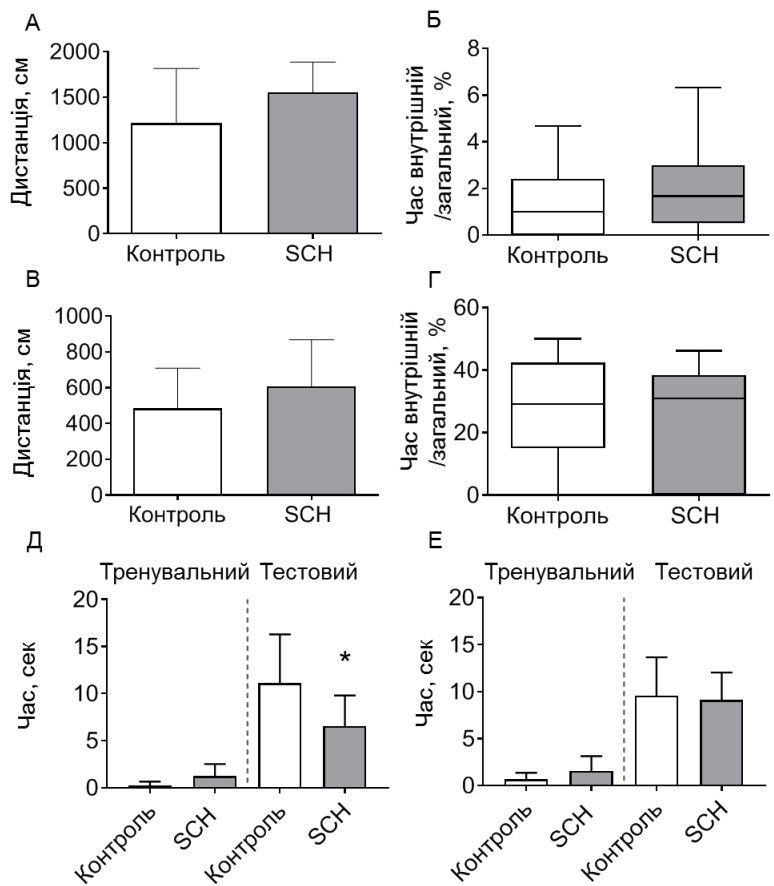 А
Дистанція, см
2000
1500
1000
500
0
Контроль
SCH
Б
Час внутрішній
/загальний, %
8
6
4
2
0
Контроль
SCH
В
Дистанція, см
1000
800
600
400
200
0
Контроль
SCH
Г
Час внутрішній
/загальний, %
60
40
20
0
Контроль
SCH
Д
Тренувальний
Тестовий
Час, сек
20
15
10
5
0
*
Контроль
SCH
Контроль
SCH
Е
Тренувальний
Тестовий
Час, сек
20
15
10
5
0
Контроль
SCH
Контроль
SCH